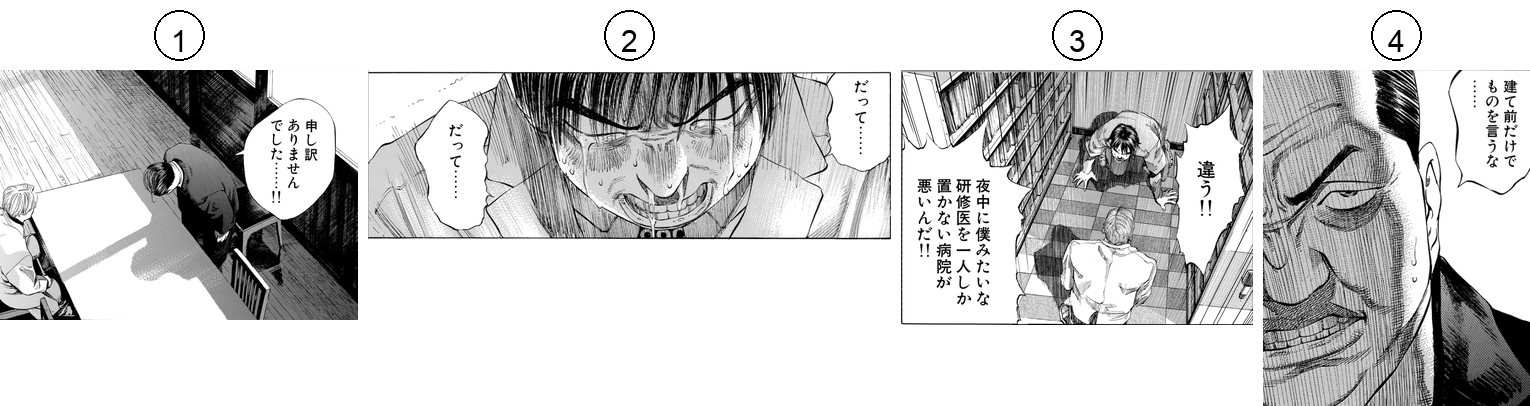 1
申し訳
ありません
でした……!!
2
だって……
だって……
3
違う!!
夜中に僕みたいな
研修医を一人しか
置かない病院が
悪いんだ!!
4
建て前だけで
ものを言うな
……